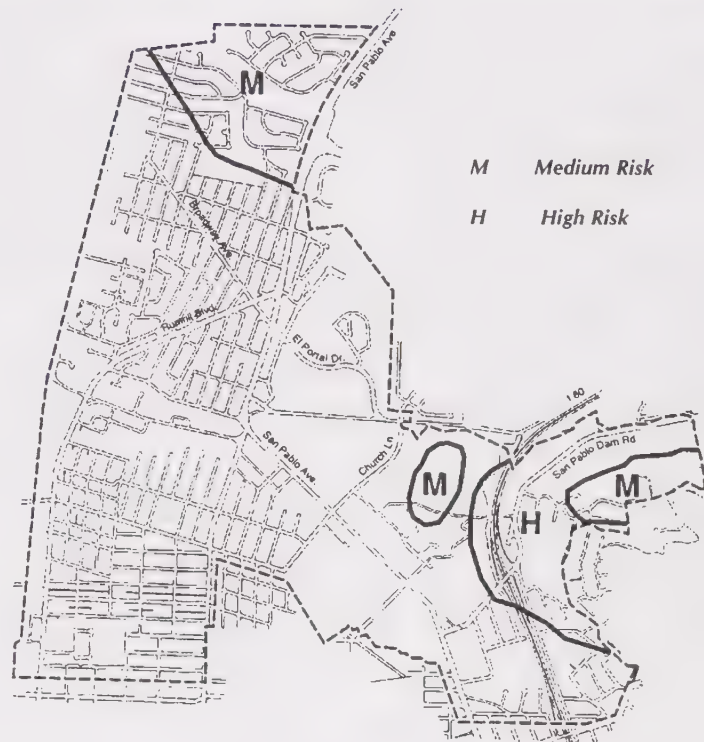 San Pablo Ave
M
M Medium Risk
H High Risk
Broadway Ave
Rumrill Blvd.
El Portal Dr.
I 80
San Pablo Ave
Church Ln
San Pablo Dam Rd
M
M
H